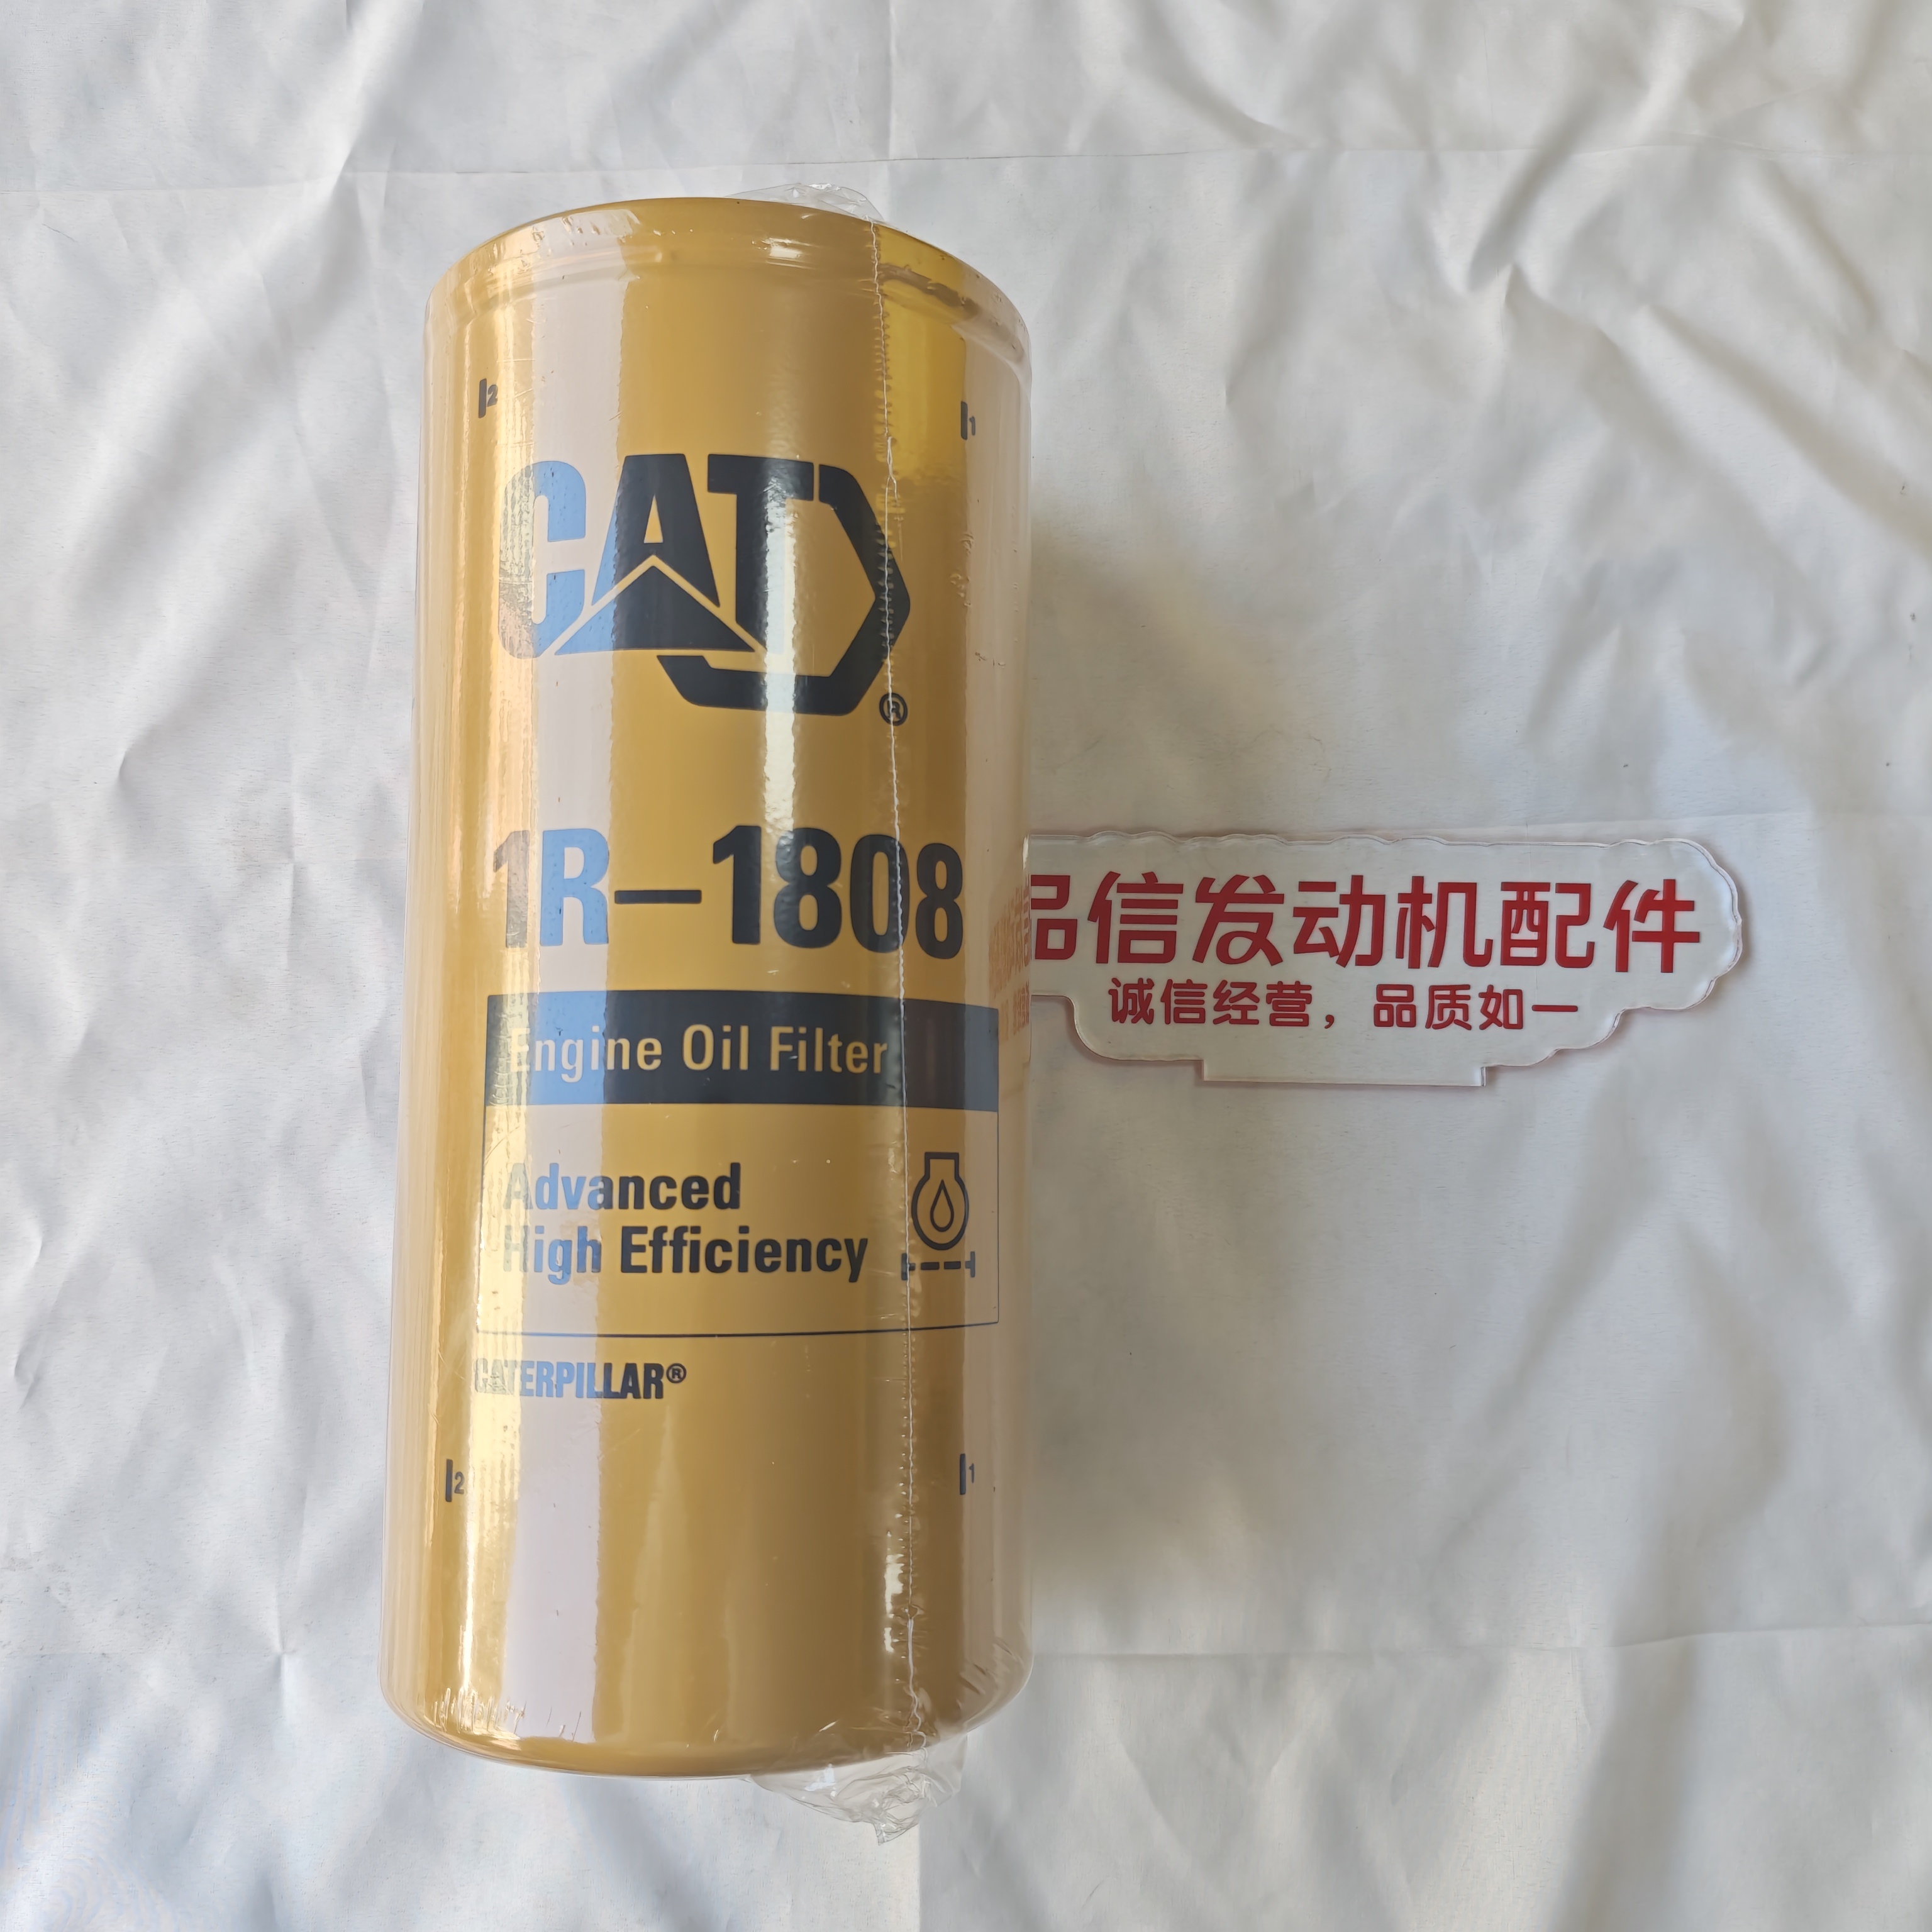 2
1
CAT®
1R-1808
Engine Oil Filter
Advanced
High Efficiency
CATERPILLAR®
2
1
品信发动机配件
诚信经营，品质如一